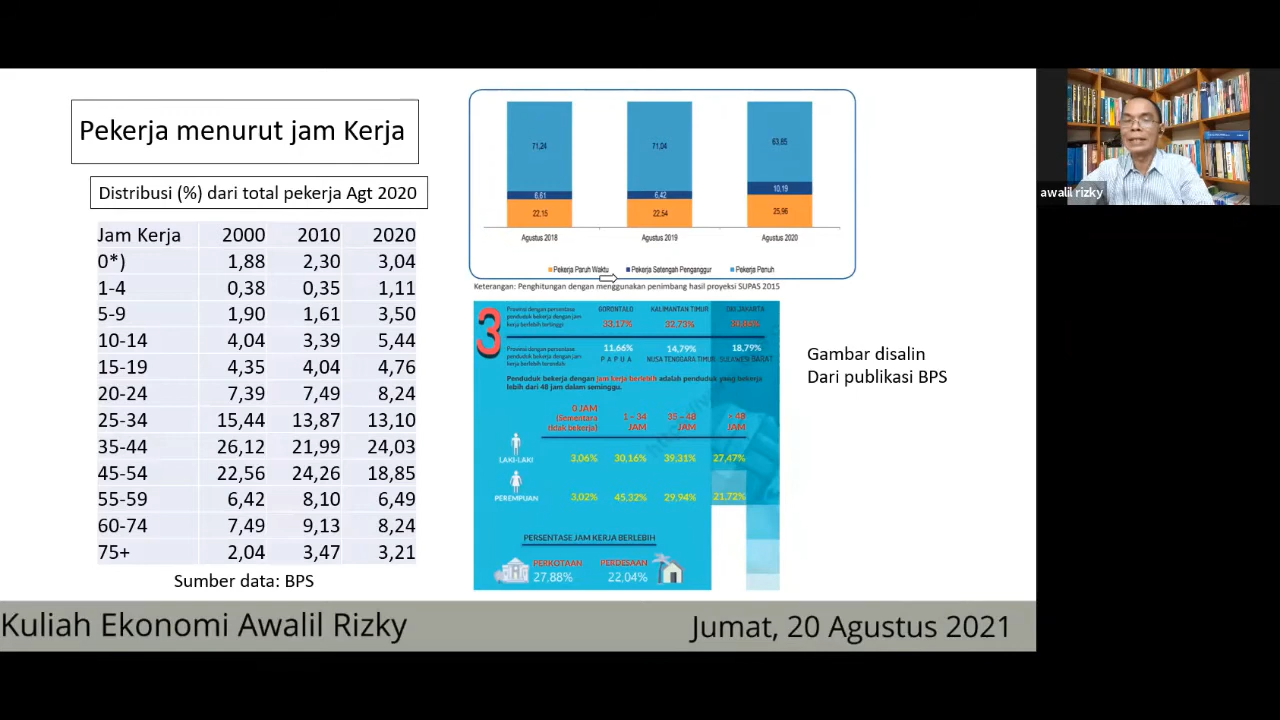 Pekerja menurut jam Kerja
Distribusi (%) dari total pekerja Agt 2020
Jam Kerja 2000 2010 2020
0*) 1,88 2,30 3,04
1-4 0,38 0,35 1,11
5-9 1,90 1,61 3,50
10-14 4,04 3,39 5,44
15-19 4,35 4,04 4,76
20-24 7,39 7,49 8,24
25-34 15,44 13,87 13,10
35-44 26,12 21,99 24,03
45-54 22,56 24,26 18,85
55-59 6,42 8,10 6,49
60-74 7,49 9,13 8,24
75+ 2,04 3,47 3,21
Sumber data: BPS
71,24 71,04 63,85
6,61 6,42 10,19
22,15 22,54 25,96
Agustus 2018 Agustus 2019 Agustus 2020
Pekerja Paruh Waktu Pekerja Setengah Penganggur Pekerja Penuh
Keterangan: Penghitungan dengan menggunakan penimbang hasil proyeksi SUPAS 2015
3
Provinsi dengan persentase
penduduk bekerja dengan jam
kerja berlebih tertinggi
GORONTALO KALIMANTAN TIMUR DKI JAKARTA
33,17% 32,73%
Provinsi dengan persentase
penduduk bekerja dengan jam
kerja berlebih terendah
11,66% 14,79% 18,79%
PAPUA NUSA TENGGARA TIMUR SULAWESI BARAT
Penduduk bekerja dengan jam kerja berlebih adalah penduduk yang bekerja
lebih dari 48 jam dalam seminggu.
0 JAM
(Sementara
tidak bekerja)
1 - 34
JAM
35 - 48
JAM
48
JAM
LAKI-LAKI 3,06% 30,16% 39,31% 27,47%
PEREMPUAN 3,02% 45,32% 29,94% 21,72%
PERSENTASE JAM KERJA BERLEBIH
PERKOTAAN
27,88%
PERDESAAN
22,04%
Gambar disalin
Dari publikasi BPS
awalil rizky
Kuliah Ekonomi Awalil Rizky
Jumat, 20 Agustus 2021